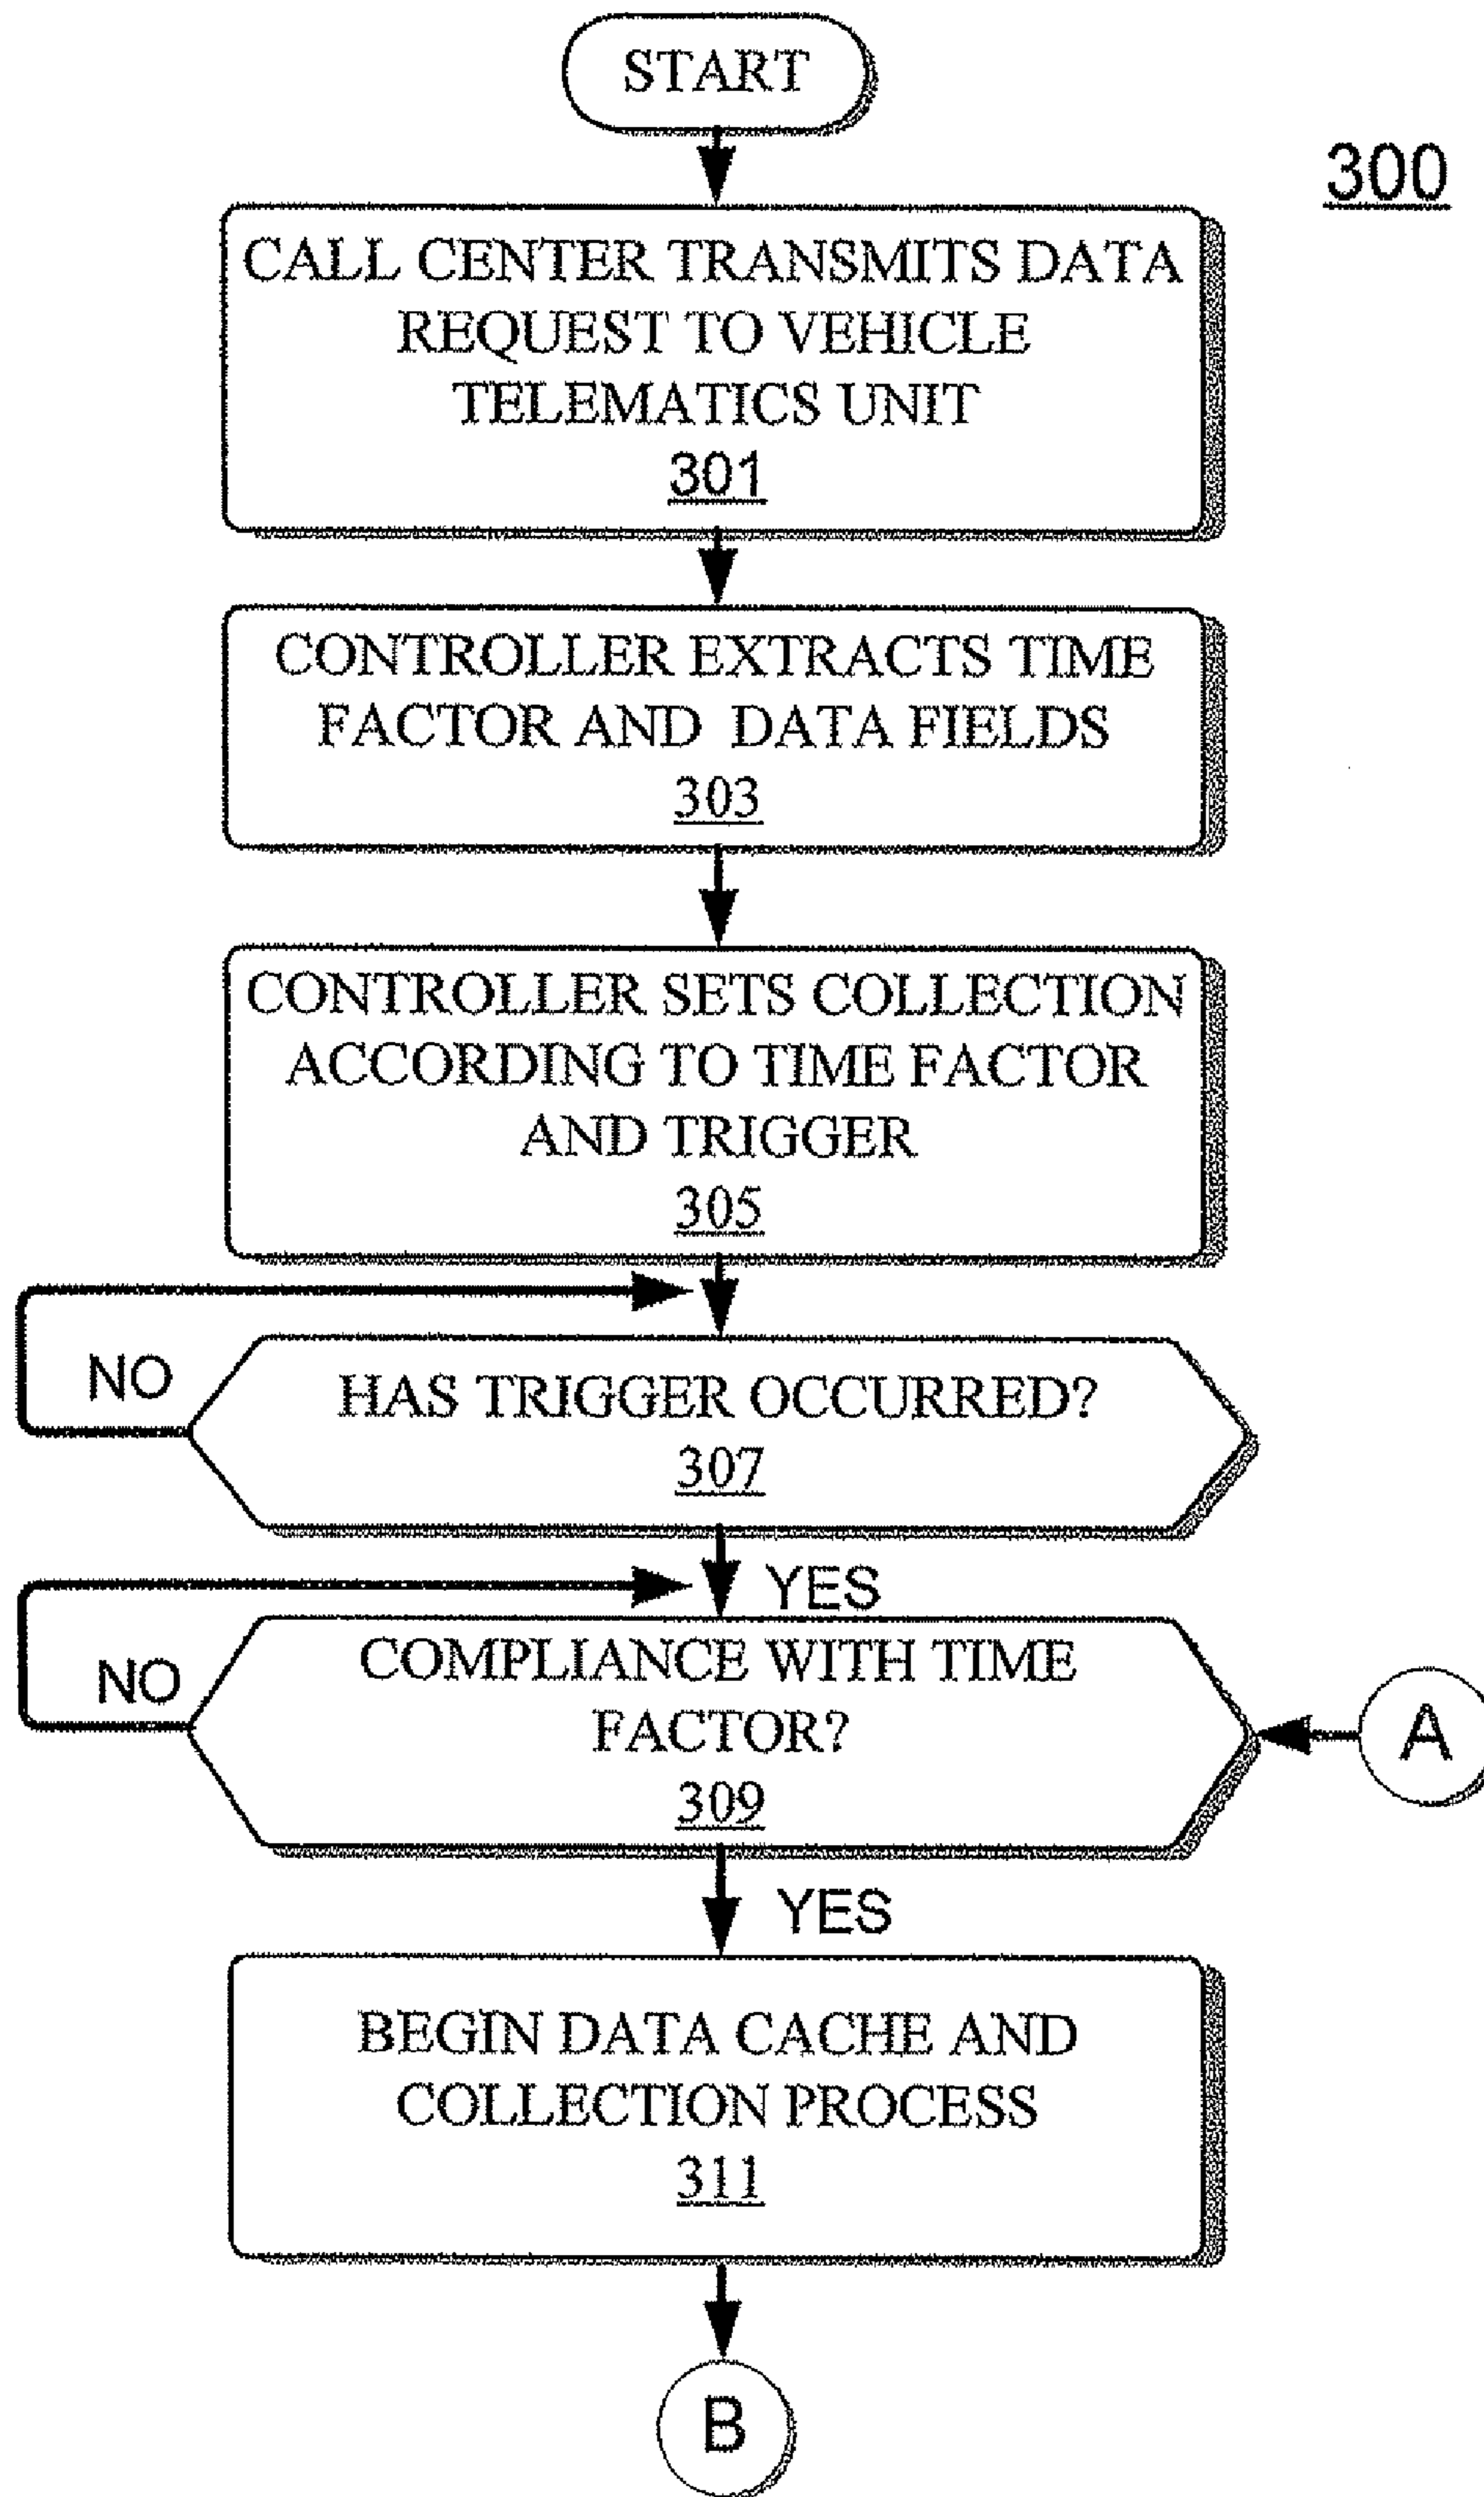 START
300
CALL CENTER TRANSMITS DATA
REQUEST TO VEHICLE
TELEMATICS UNIT
301
CONTROLLER EXTRACTS TIME
FACTOR AND DATA FIELDS
303
CONTROLLER SETS COLLECTION
ACCORDING TO TIME FACTOR
AND TRIGGER
305
NO
HAS TRIGGER OCCURRED?
307
YES
NO
COMPLIANCE WITH TIME
FACTOR?
309
A
YES
BEGIN DATA CACHE AND
COLLECTION PROCESS
311
B